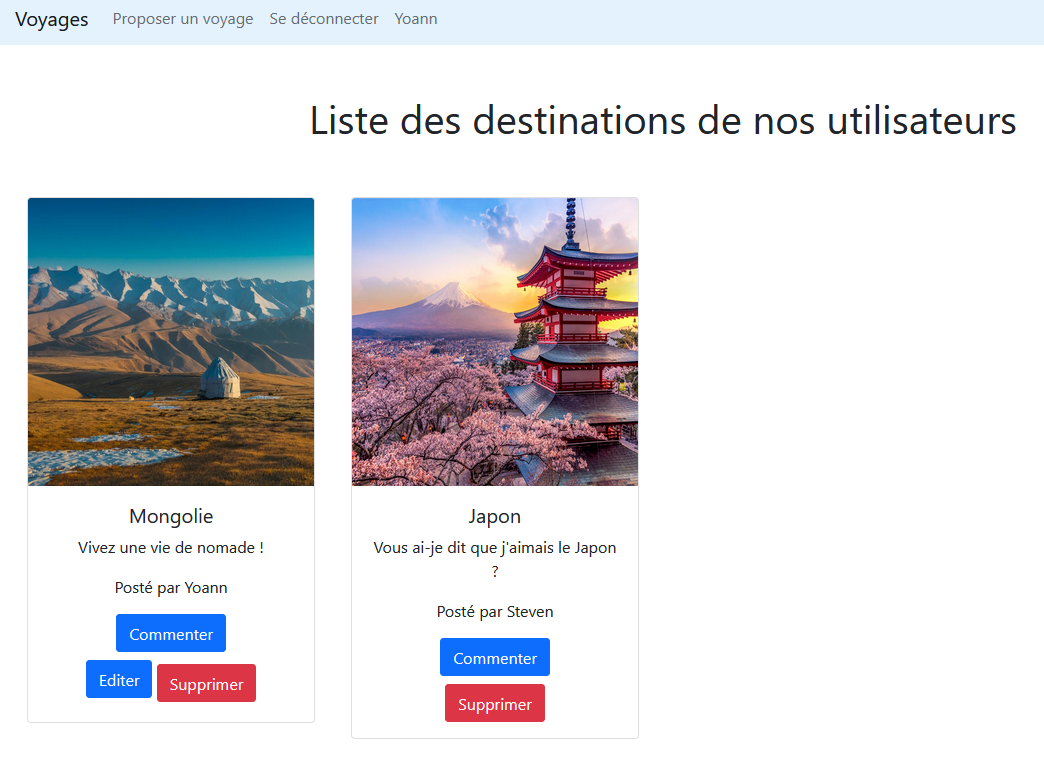 Voyages Proposer un voyage Se déconnecter Yoann
Liste des destinations de nos utilisateurs
Mongolie
Vivez une vie de nomade !
Posté par Yoann
Commenter
Editer Supprimer
Japon
Vous ai-je dit que j'aimais le Japon
?
Posté par Steven
Commenter
Supprimer